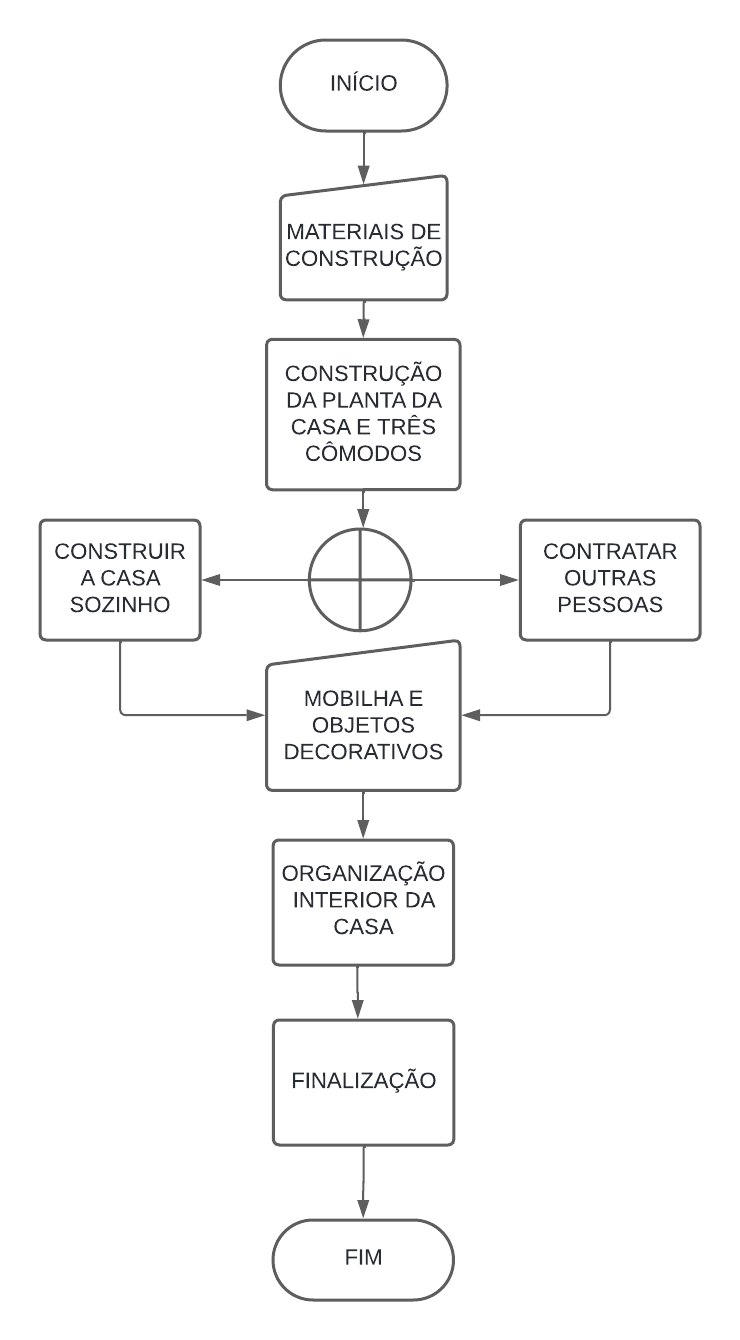 INÍCIO
MATERIAIS DE
CONSTRUÇÃO
CONSTRUÇÃO
DA PLANTA DA
CASA E TRÊS
CÔMODOS
CONSTRUIR
A CASA
SOZINHO
CONTRATAR
OUTRAS
PESSOAS
MOBILHA E
OBJETOS
DECORATIVOS
ORGANIZAÇÃO
INTERIOR DA
CASA
FINALIZAÇÃO
FIM